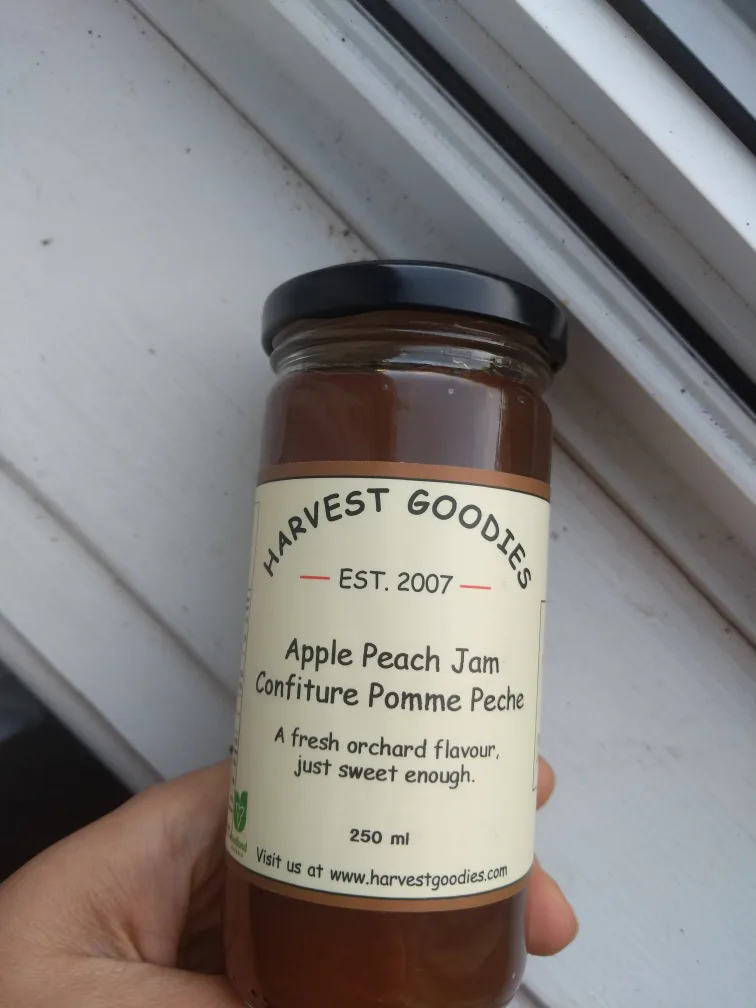 HARVEST GOODIES
EST. 2007
Apple Peach Jam
Confiture Pomme Peche
A fresh orchard flavour,
just sweet enough.
250 ml
Visit us at www.harvestgoodies.com